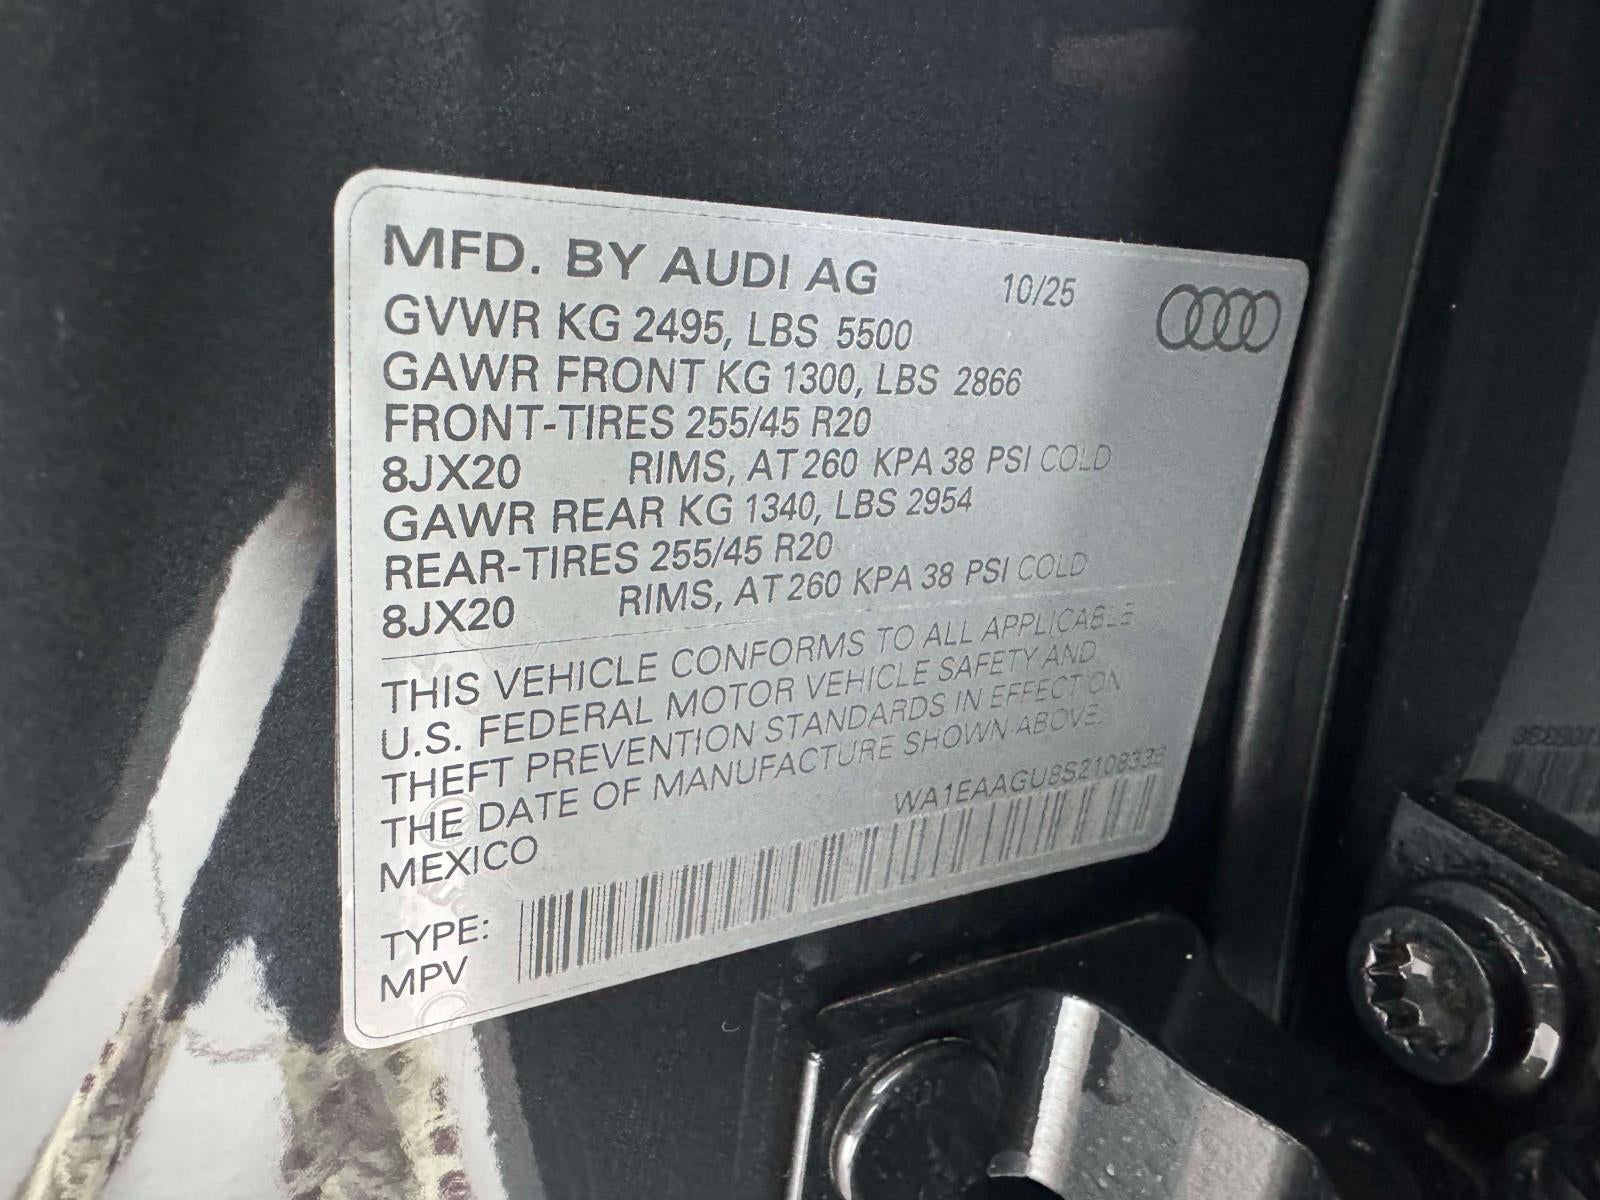 MFD. BY AUDI AG 10/25
GVWR KG 2495, LBS 5500
GAWR FRONT KG 1300, LBS 2866
FRONT-TIRES 255/45 R20
8JX20 RIMS, AT 260 KPA 38 PSI COLD
GAWR REAR KG 1340, LBS 2954
REAR-TIRES 255/45 R20
8JX20 RIMS, AT 260 KPA 38 PSI COLD
THIS VEHICLE CONFORMS TO ALL APPLICABLE
U.S. FEDERAL MOTOR VEHICLE SAFETY AND
THEFT PREVENTION STANDARDS IN EFFECT ON
THE DATE OF MANUFACTURE SHOWN ABOVE.
MEXICO WA1EAAGU8S2108336
TYPE:
MPV